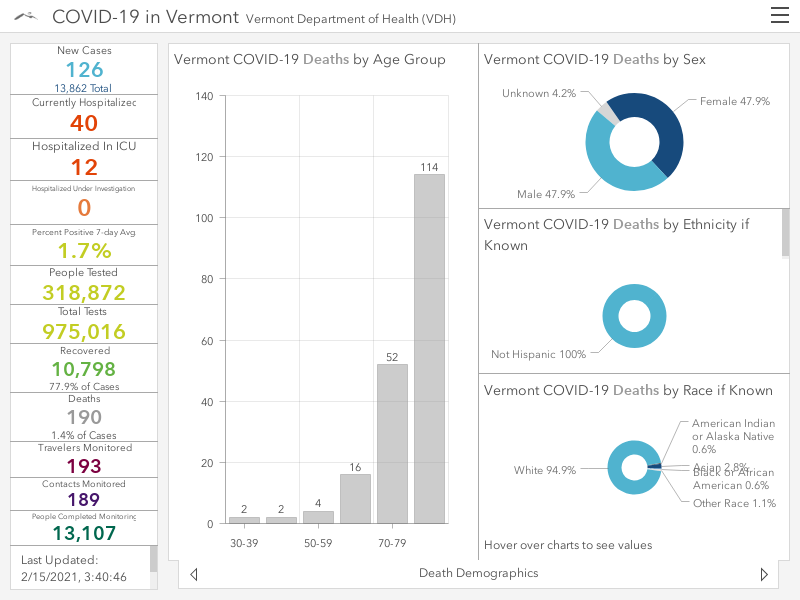 COVID-19 in Vermont Vermont Department of Health (VDH)
New Cases
126
13,862 Total
Currently Hospitalized
40
Hospitalized In ICU
12
Hospitalized Under Investigation
0
Percent Positive 7-day Avg
1.7%
People Tested
318,872
Total Tests
975,016
Recovered
10,798
77.9% of Cases
Deaths
190
1.4% of Cases
Travelers Monitored
193
Contacts Monitored
189
People Completed Monitoring
13,107
Last Updated:
2/15/2021, 3:40:46
Vermont COVID-19 Deaths by Age Group
140
120
100
80
60
40
20
0
2
2
4
16
52
114
30-39
50-59
70-79
Vermont COVID-19 Deaths by Sex
Unknown 4.2%
Female 47.9%
Male 47.9%
Vermont COVID-19 Deaths by Ethnicity if
Known
Not Hispanic 100%
Vermont COVID-19 Deaths by Race if Known
American Indian
or Alaska Native
0.6%
White 94.9%
Asian 2.8%
Black or African
American 0.6%
Other Race 1.1%
Hover over charts to see values
Death Demographics